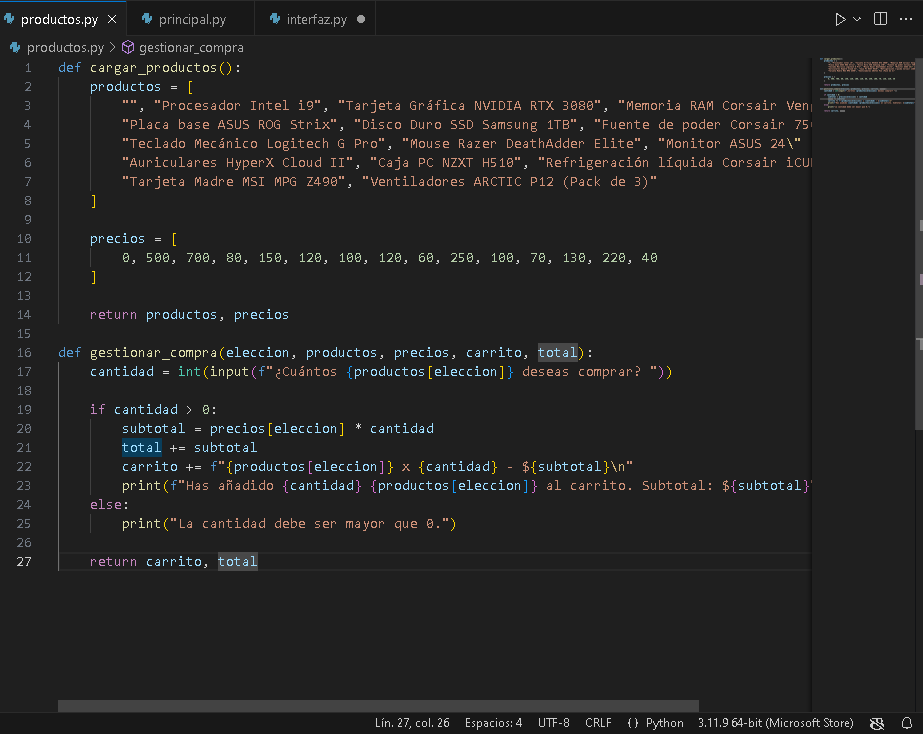 productos.py × principal.py interfaz.py ●
productos.py > gestionar_compra
1 def cargar_productos():
2 productos = [
3 "", "Procesador Intel i9", "Tarjeta Gráfica NVIDIA RTX 3080", "Memoria RAM Corsair Ven
4 "Placa base ASUS ROG Strix", "Disco Duro SSD Samsung 1TB", "Fuente de poder Corsair 75
5 "Teclado Mecánico Logitech G Pro", "Mouse Razer DeathAdder Elite", "Monitor ASUS 24\"
6 "Auriculares HyperX Cloud II", "Caja PC NZXT H510", "Refrigeración líquida Corsair iCU
7 "Tarjeta Madre MSI MPG Z490", "Ventiladores ARCTIC P12 (Pack de 3)"
8 ]
9
10 precios = [
11 0, 500, 700, 80, 150, 120, 100, 120, 60, 250, 100, 70, 130, 220, 40
12 ]
13
14 return productos, precios
15
16 def gestionar_compra(eleccion, productos, precios, carrito, total):
17 cantidad = int(input(f"¿Cuántos {productos[eleccion]} deseas comprar? "))
18
19 if cantidad > 0:
20 subtotal = precios[eleccion] * cantidad
21 total += subtotal
22 carrito += f"{productos[eleccion]} x {cantidad} - ${subtotal}\n"
23 print(f"Has añadido {cantidad} {productos[eleccion]} al carrito. Subtotal: ${subtotal}"
24 else:
25 print("La cantidad debe ser mayor que 0.")
26
27 return carrito, total
Lín. 27, col. 26 Espacios: 4 UTF-8 CRLF {} Python 3.11.9 64-bit (Microsoft Store)